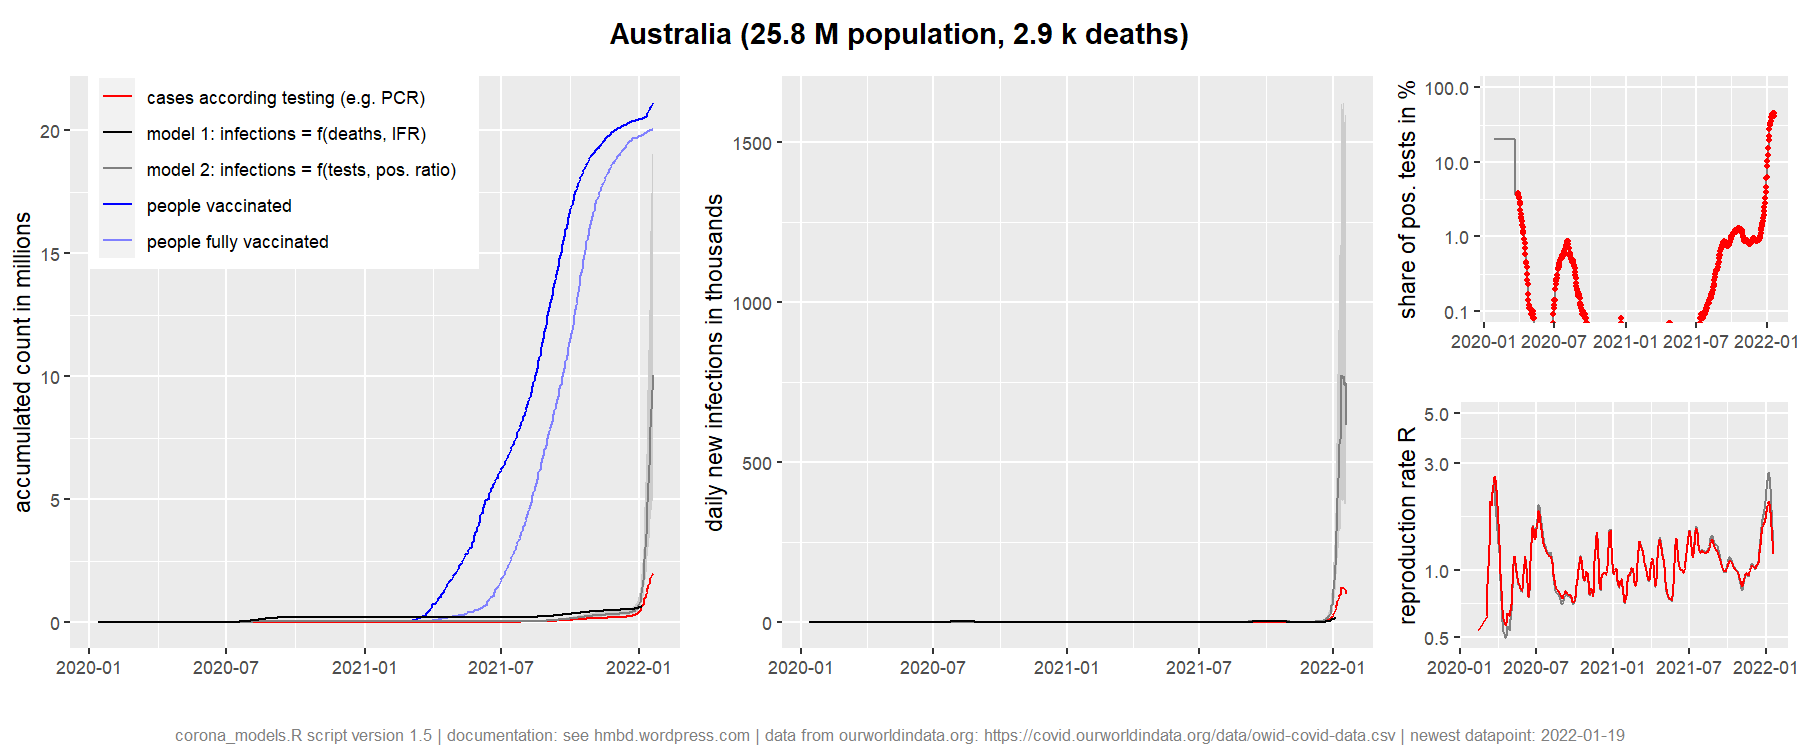 Australia (25.8 M population, 2.9 k deaths)
cases according testing (e.g. PCR)
model 1: infections = f(deaths, IFR)
model 2: infections = f(tests, pos. ratio)
people vaccinated
people fully vaccinated
accumulated count in millions
20
15
10
5
0
2020-01 2020-07 2021-01 2021-07 2022-01
daily new infections in thousands
1500
1000
500
0
2020-01 2020-07 2021-01 2021-07 2022-01
share of pos. tests in %
100.0
10.0
1.0
0.1
2020-01 2020-07 2021-01 2021-07 2022-01
reproduction rate R
5.0
3.0
1.0
0.5
2020-01 2020-07 2021-01 2021-07 2022-01
corona_models.R script version 1.5 | documentation: see hmbd.wordpress.com | data from ourworldindata.org: https://covid.ourworldindata.org/data/owid-covid-data.csv | newest datapoint: 2022-01-19